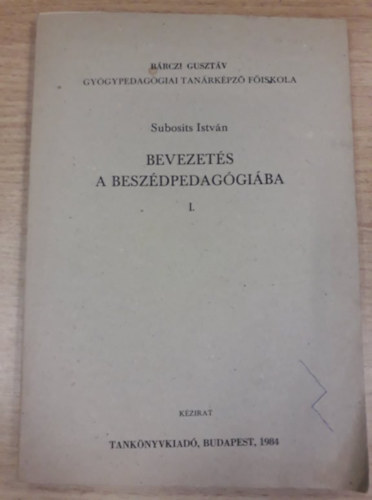 BÁRCZI GUSZTÁV
GYÓGYPEDAGÓGIAI TANÁRKÉPZŐ FŐISKOLA
Subosits István
BEVEZETÉS
A BESZÉDPEDAGÓGIÁBA
I.
KÉZIRAT
TANKÖNYVKIADÓ, BUDAPEST, 1984